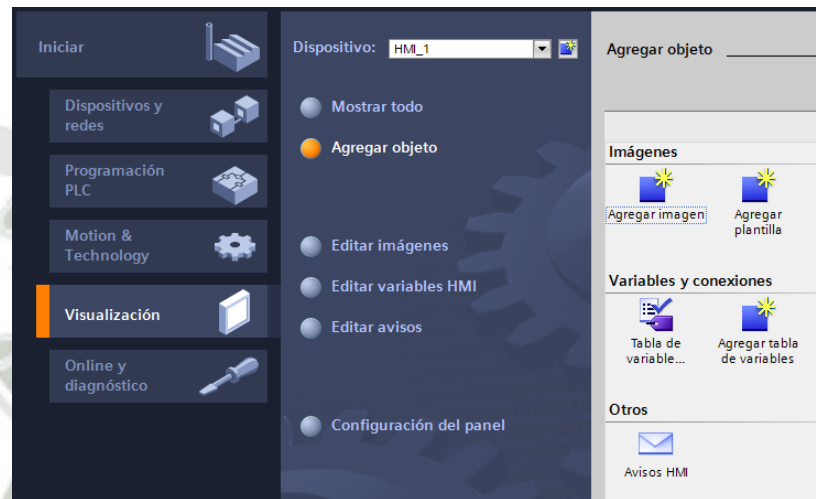 Iniciar
Dispositivos y
redes
Programación
PLC
Motion &
Technology
Visualización
Online y
diagnóstico
Dispositivo: HMI_1
Mostrar todo
Agregar objeto
Editar imágenes
Editar variables HMI
Editar avisos
Configuración del panel
Agregar objeto
Imágenes
Agregar imagen
Agregar
plantilla
Variables y conexiones
Tabla de
variable...
Agregar tabla
de variables
Otros
Avisos HMI